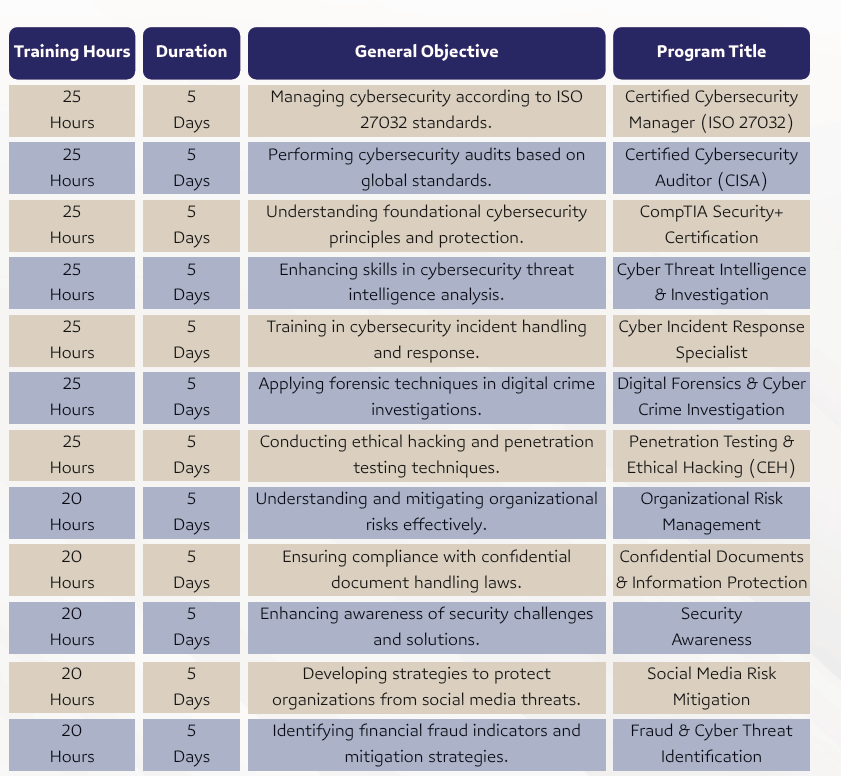 Training Hours Duration General Objective Program Title
25 5 Managing cybersecurity according to ISO Certified Cybersecurity
Hours Days 27032 standards. Manager (ISO 27032)
25 5 Performing cybersecurity audits based on Certified Cybersecurity
Hours Days global standards. Auditor (CISA)
25 5 Understanding foundational cybersecurity CompTIA Security+
Hours Days principles and protection. Certification
25 5 Enhancing skills in cybersecurity threat Cyber Threat Intelligence
Hours Days intelligence analysis. & Investigation
25 5 Training in cybersecurity incident handling Cyber Incident Response
Hours Days and response. Specialist
25 5 Applying forensic techniques in digital crime Digital Forensics & Cyber
Hours Days investigations. Crime Investigation
25 5 Conducting ethical hacking and penetration Penetration Testing &
Hours Days testing techniques. Ethical Hacking (CEH)
20 5 Understanding and mitigating organizational Organizational Risk
Hours Days risks effectively. Management
20 5 Ensuring compliance with confidential Confidential Documents
Hours Days document handling laws. & Information Protection
20 5 Enhancing awareness of security challenges Security
Hours Days and solutions. Awareness
20 5 Developing strategies to protect Social Media Risk
Hours Days organizations from social media threats. Mitigation
20 5 Identifying financial fraud indicators and Fraud & Cyber Threat
Hours Days mitigation strategies. Identification